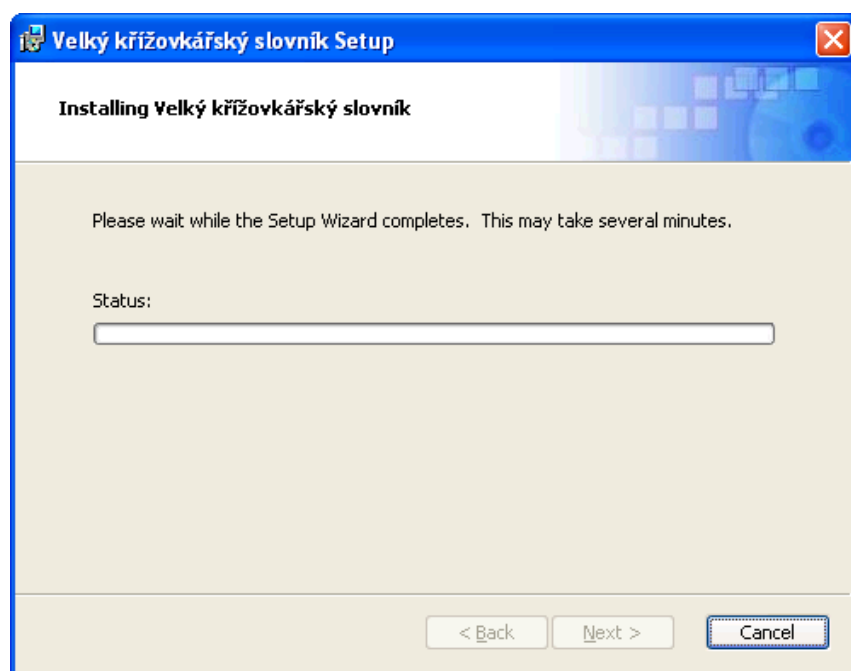 Velký křížovkářský slovník Setup
Installing Velký křížovkářský slovník
Please wait while the Setup Wizard completes. This may take several minutes.
Status:
< Back Next > Cancel